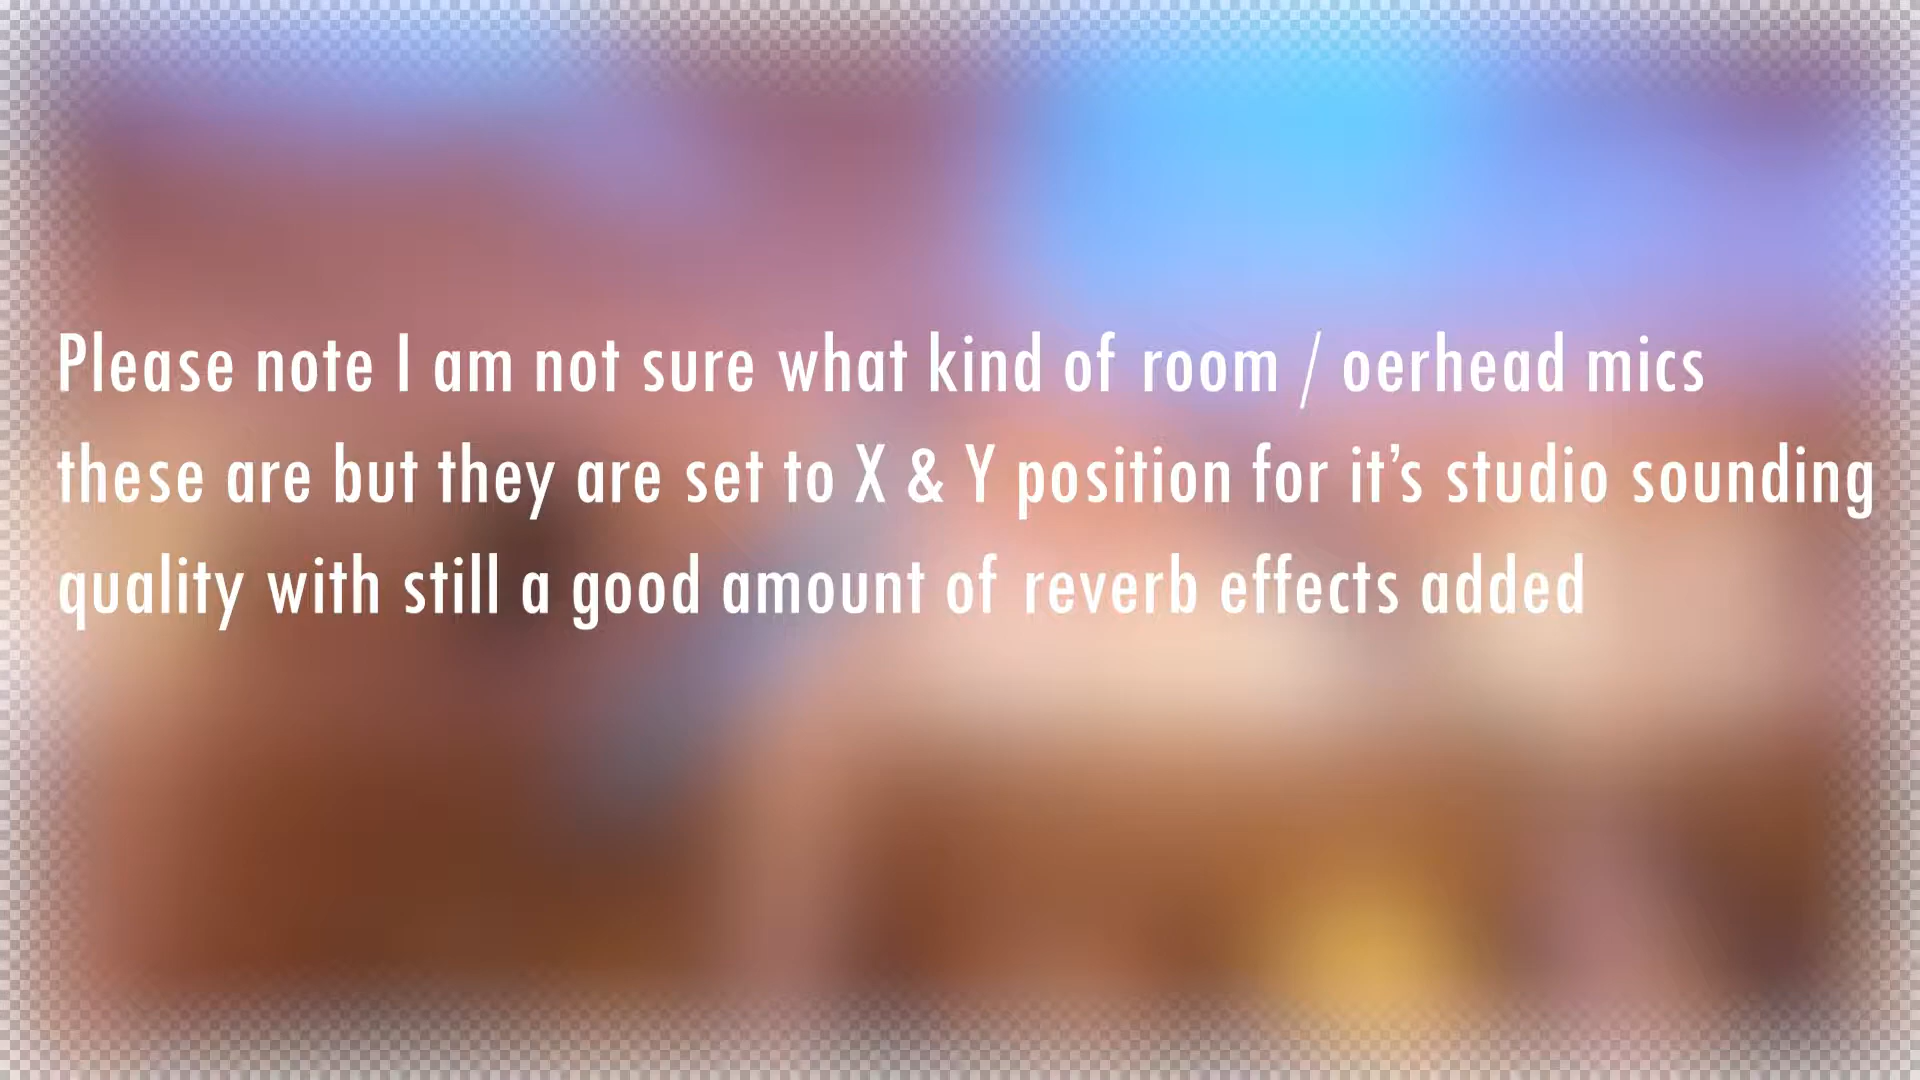 Please note I am not sure what kind of room / oerhead mics
these are but they are set to X & Y position for it’s studio sounding
quality with still a good amount of reverb effects added